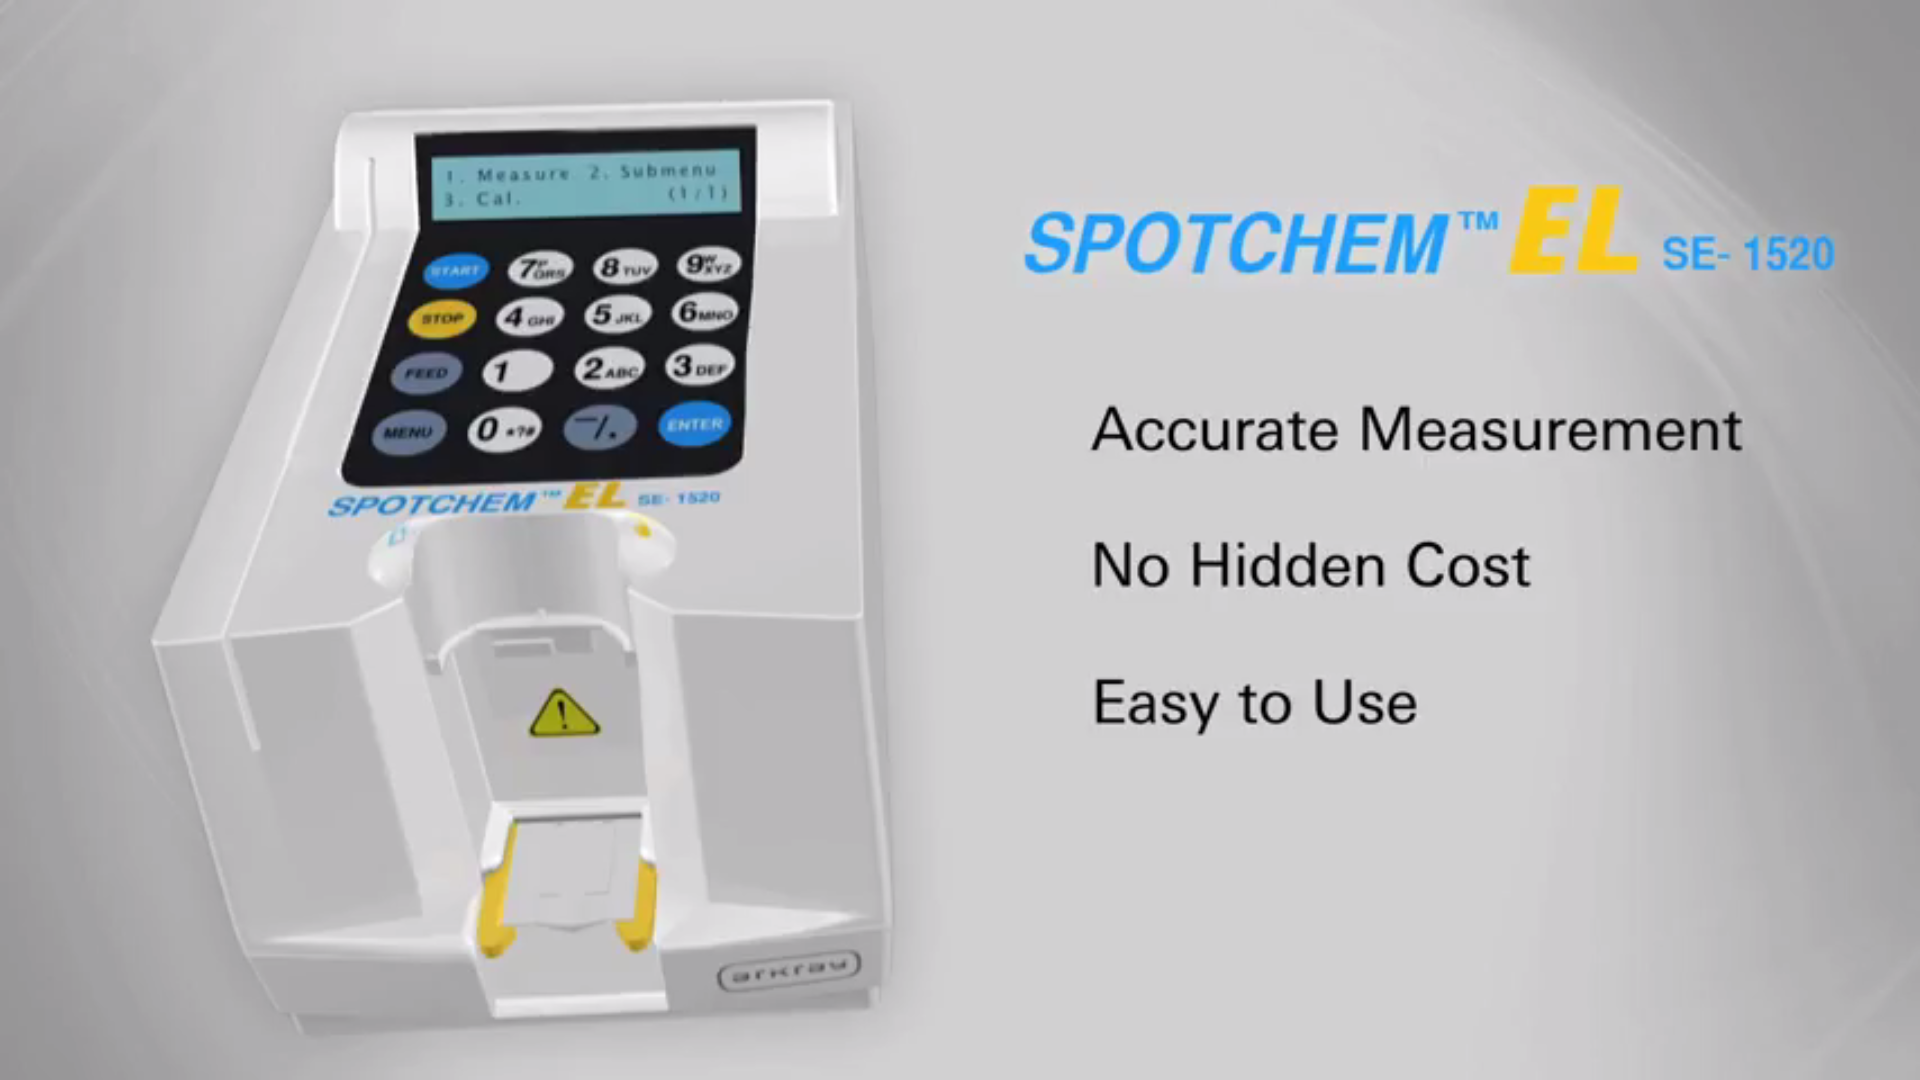 1. Measure 2. Submenu
3. Cal. (1/1)
START 7PQRS 8TUV 9WXYZ
STOP 4GHI 5JKL 6MNO
FEED 1 2ABC 3DEF
MENU 0*?# −/. ENTER
SPOTCHEM™ EL SE- 1520
arkray
SPOTCHEM™ EL SE- 1520
Accurate Measurement
No Hidden Cost
Easy to Use